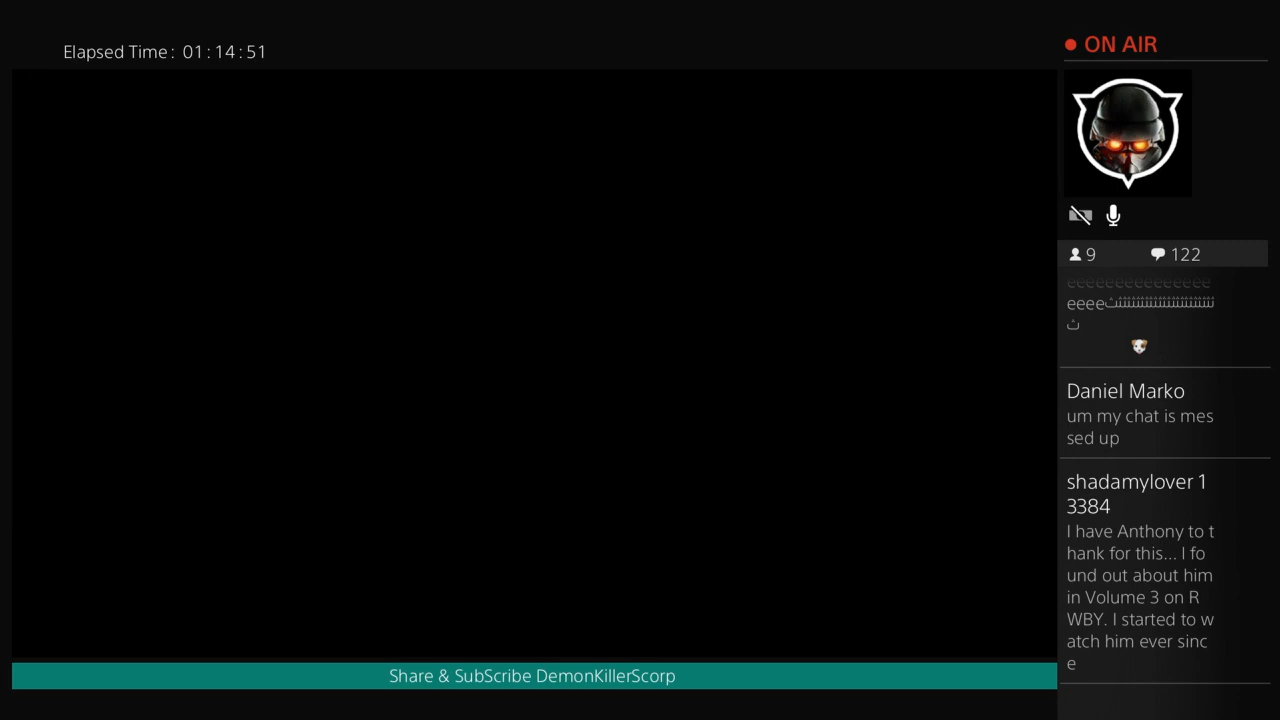 Elapsed Time: 01:14:51
ON AIR
9 122
eeeeeeeeeeeeeee
Daniel Marko
um my chat is mes
sed up
shadamylover1
3384
I have Anthony to t
hank for this... I fo
und out about him
in Volume 3 on R
WBY. I started to w
atch him ever sinc
e
Share & SubScribe DemonKillerScorp